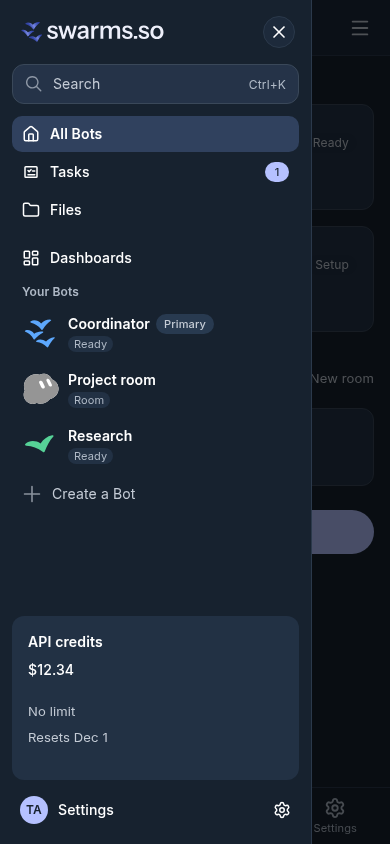 swarms.so
Search Ctrl+K
All Bots
Tasks 1
Files
Dashboards
Your Bots
Coordinator Primary
Ready
Project room
Room
Research
Ready
Create a Bot
API credits
$12.34
No limit
Resets Dec 1
TA Settings
Ready
Setup
New room
Settings